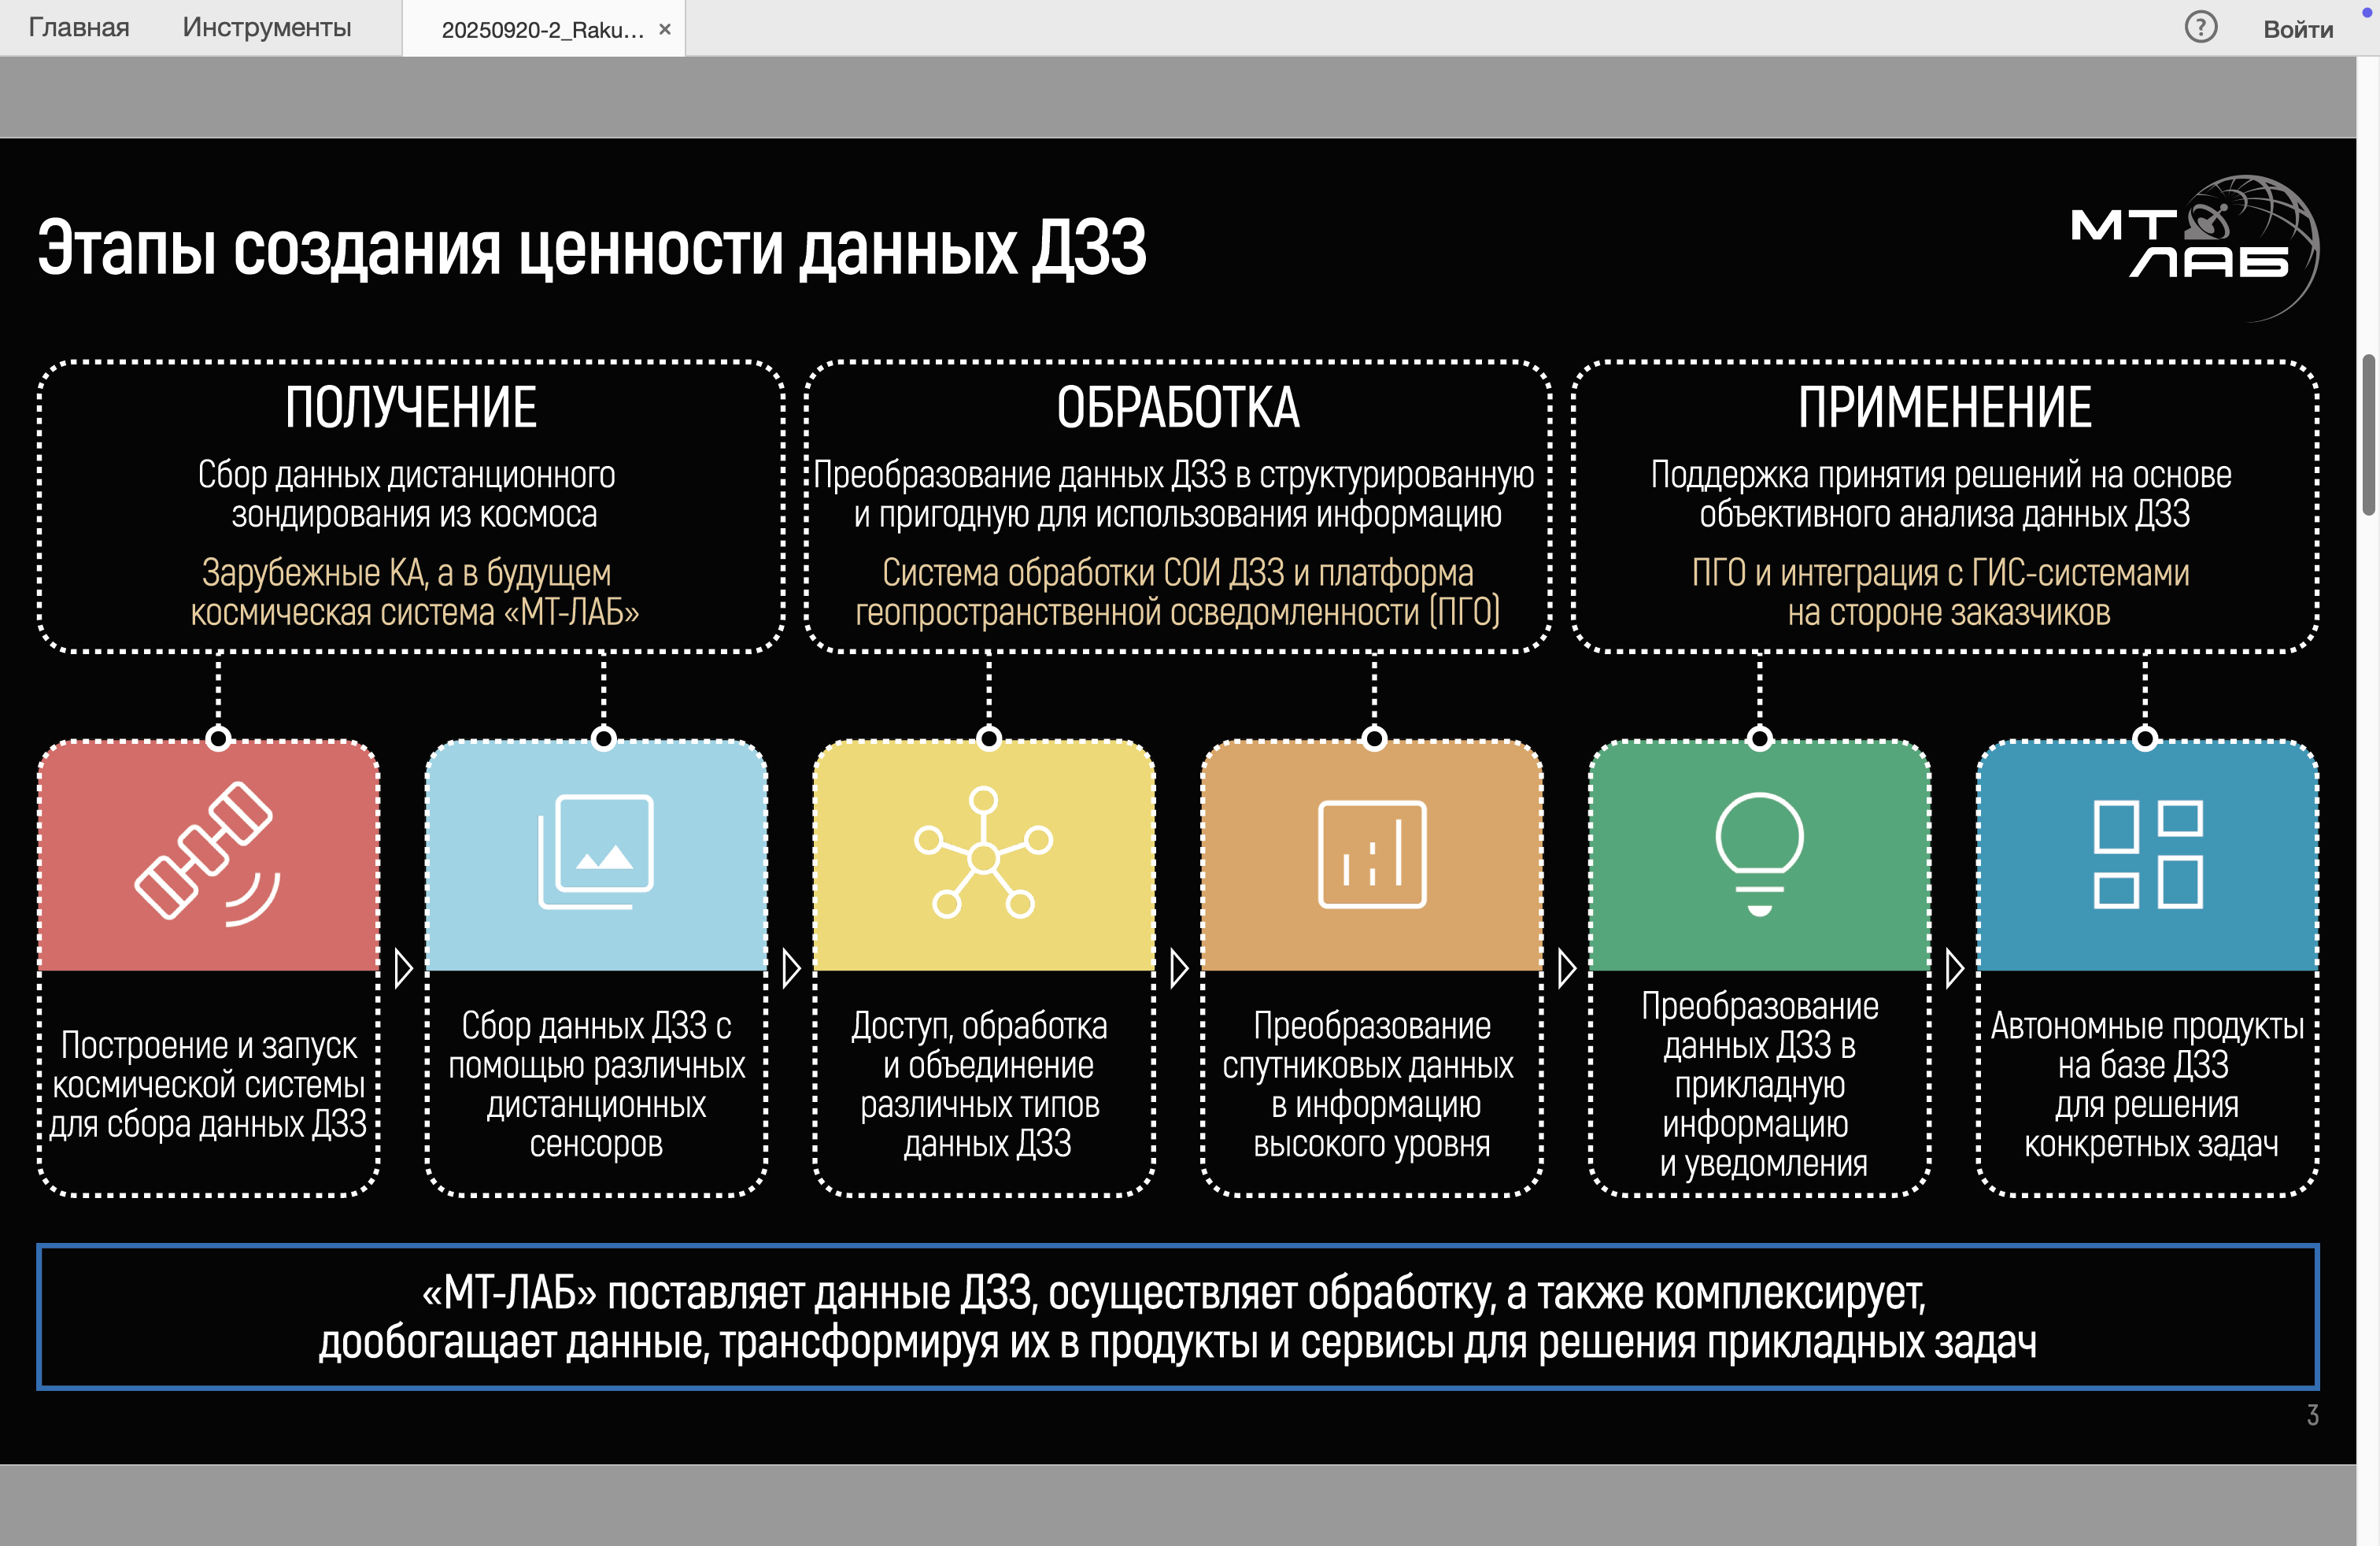 Главная Инструменты 20250920-2_Raku... × ? Войти
Этапы создания ценности данных ДЗЗ
МТ
ЛАБ
ПОЛУЧЕНИЕ
Сбор данных дистанционного
зондирования из космоса
Зарубежные КА, а в будущем
космическая система «МТ-ЛАБ»
ОБРАБОТКА
Преобразование данных ДЗЗ в структурированную
и пригодную для использования информацию
Система обработки СОИ ДЗЗ и платформа
геопространственной осведомленности (ПГО)
ПРИМЕНЕНИЕ
Поддержка принятия решений на основе
объективного анализа данных ДЗЗ
ПГО и интеграция с ГИС-системами
на стороне заказчиков
Построение и запуск
космической системы
для сбора данных ДЗЗ
Сбор данных ДЗЗ с
помощью различных
дистанционных
сенсоров
Доступ, обработка
и объединение
различных типов
данных ДЗЗ
Преобразование
спутниковых данных
в информацию
высокого уровня
Преобразование
данных ДЗЗ в
прикладную
информацию
и уведомления
Автономные продукты
на базе ДЗЗ
для решения
конкретных задач
«МТ-ЛАБ» поставляет данные ДЗЗ, осуществляет обработку, а также комплексирует,
дообогащает данные, трансформируя их в продукты и сервисы для решения прикладных задач
3